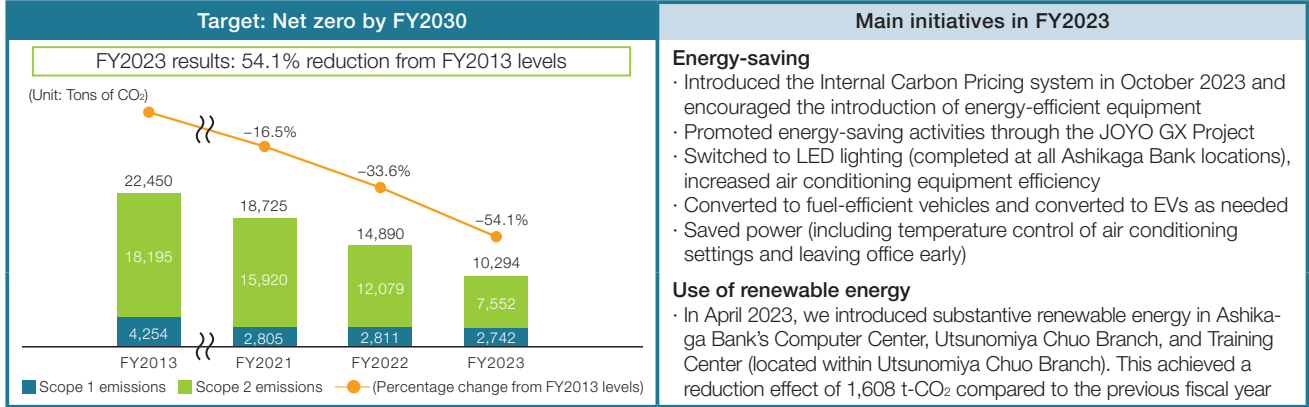 Target: Net zero by FY2030
FY2023 results: 54.1% reduction from FY2013 levels
(Unit: Tons of CO2)
−16.5%
−33.6%
−54.1%
22,450
18,725
14,890
10,294
18,195
15,920
12,079
7,552
4,254
2,805
2,811
2,742
FY2013
FY2021
FY2022
FY2023
Scope 1 emissions
Scope 2 emissions
(Percentage change from FY2013 levels)
Main initiatives in FY2023
Energy-saving
· Introduced the Internal Carbon Pricing system in October 2023 and
encouraged the introduction of energy-efficient equipment
· Promoted energy-saving activities through the JOYO GX Project
· Switched to LED lighting (completed at all Ashikaga Bank locations),
increased air conditioning equipment efficiency
· Converted to fuel-efficient vehicles and converted to EVs as needed
· Saved power (including temperature control of air conditioning
settings and leaving office early)
Use of renewable energy
· In April 2023, we introduced substantive renewable energy in Ashika-
ga Bank's Computer Center, Utsunomiya Chuo Branch, and Training
Center (located within Utsunomiya Chuo Branch). This achieved a
reduction effect of 1,608 t-CO2 compared to the previous fiscal year